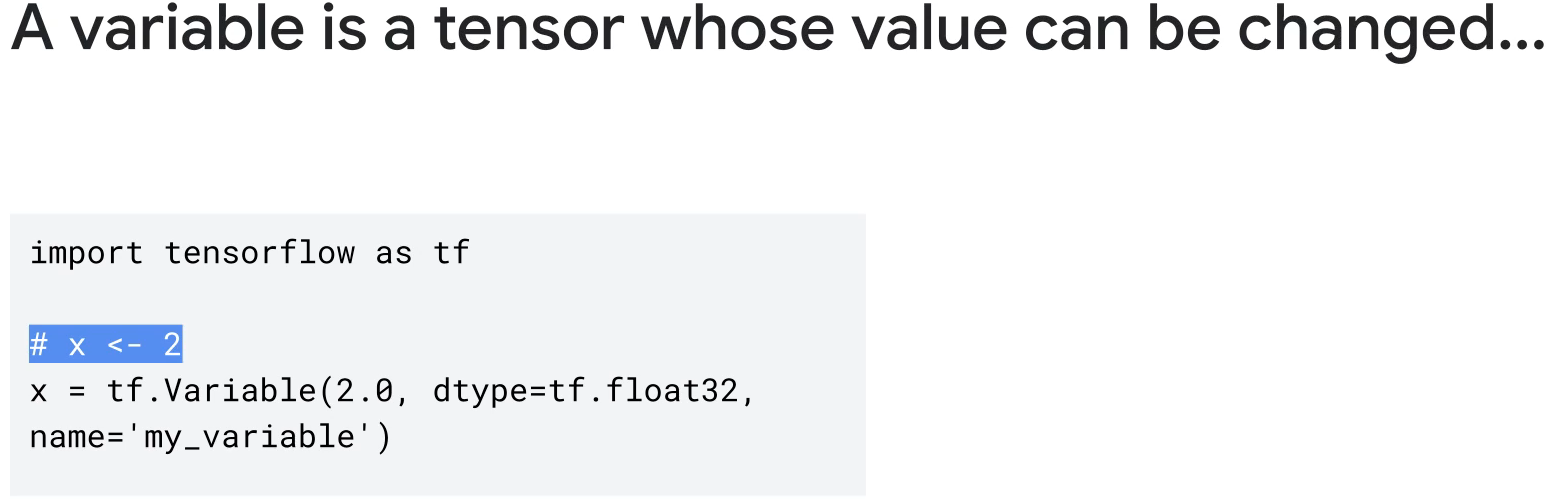 A variable is a tensor whose value can be changed...
import tensorflow as tf
# x <- 2
x = tf.Variable(2.0, dtype=tf.float32,
name='my_variable')